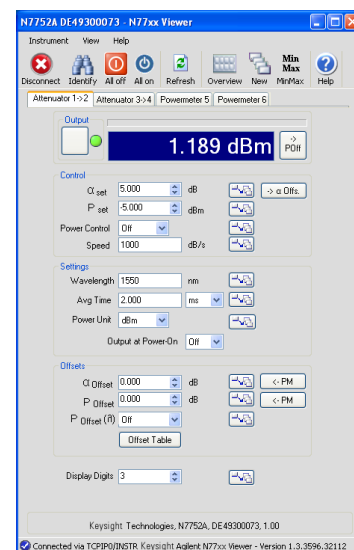 N7752A DE49300073 - N77xx Viewer
Instrument View Help
Disconnect Identify All off All on Refresh Overview New MinMax Help
Min
Max
Attenuator 1->2 Attenuator 3->4 Powermeter 5 Powermeter 6
Output
1.189 dBm
->
POff
Control
α set 5.000 dB -> α Offs.
P set -5.000 dBm
Power Control Off
Speed 1000 dB/s
Settings
Wavelength 1550 nm
Avg Time 2.000 ms
Power Unit dBm
Output at Power-On Off
Offsets
α Offset 0.000 dB <- PM
P Offset 0.000 dB <- PM
P Offset (λ) Off
Offset Table
Display Digits 3
Keysight Technologies, N7752A, DE49300073, 1.00
Connected via TCPIP0/INSTR Keysight Agilent N77xx Viewer - Version 1.3.3596.32112